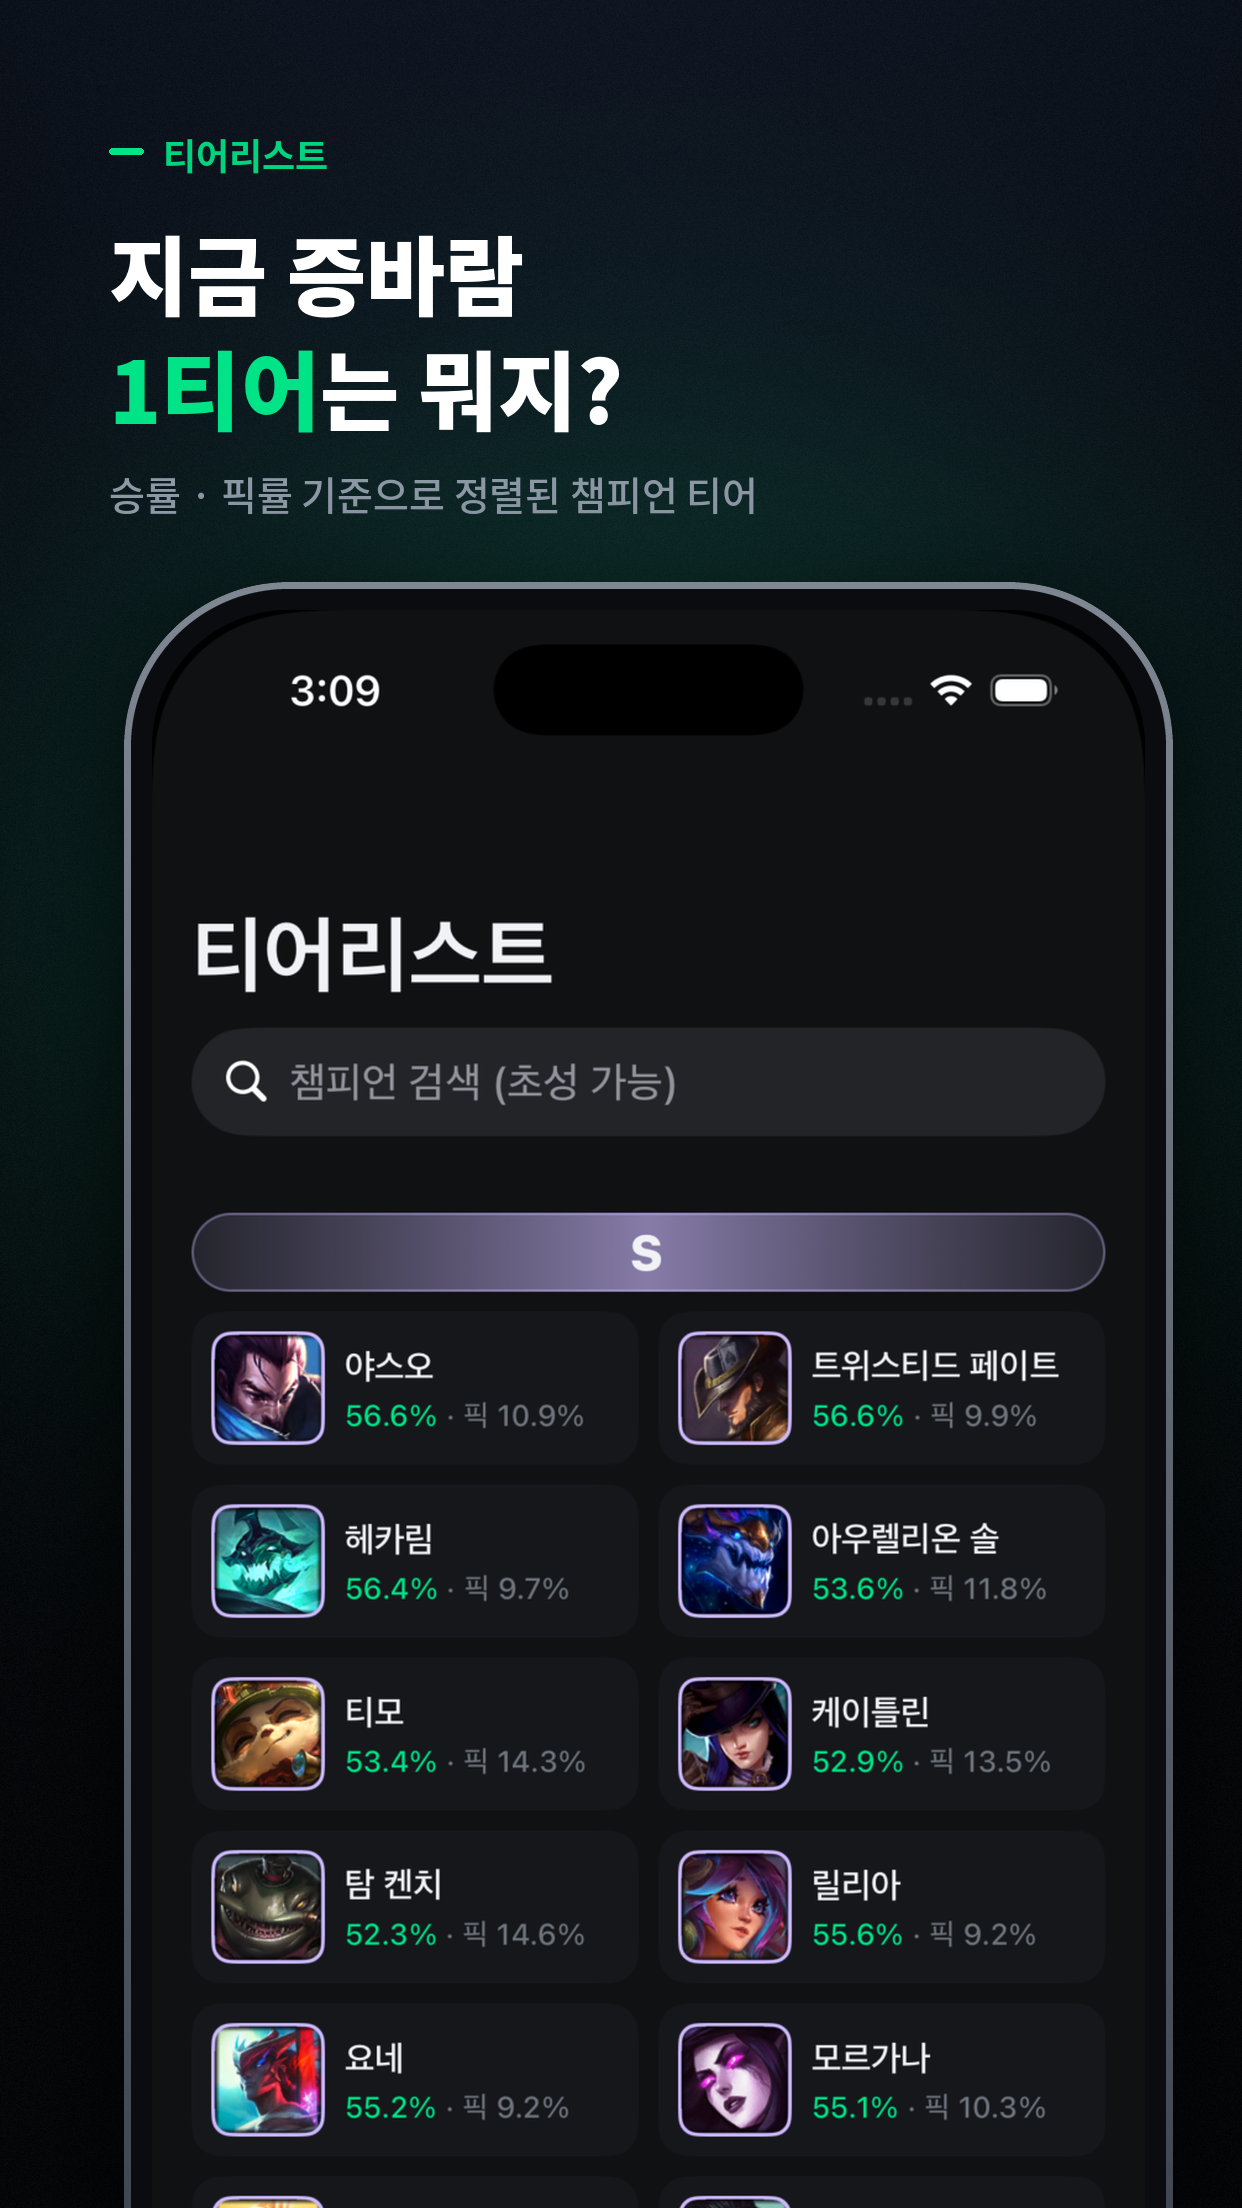 티어리스트
지금 증바람
1티어는 뭐지?
승률 · 픽률 기준으로 정렬된 챔피언 티어
3:09
티어리스트
챔피언 검색 (초성 가능)
S
야스오
56.6% · 픽 10.9%
트위스티드 페이트
56.6% · 픽 9.9%
헤카림
56.4% · 픽 9.7%
아우렐리온 솔
53.6% · 픽 11.8%
티모
53.4% · 픽 14.3%
케이틀린
52.9% · 픽 13.5%
탐 켄치
52.3% · 픽 14.6%
릴리아
55.6% · 픽 9.2%
요네
55.2% · 픽 9.2%
모르가나
55.1% · 픽 10.3%